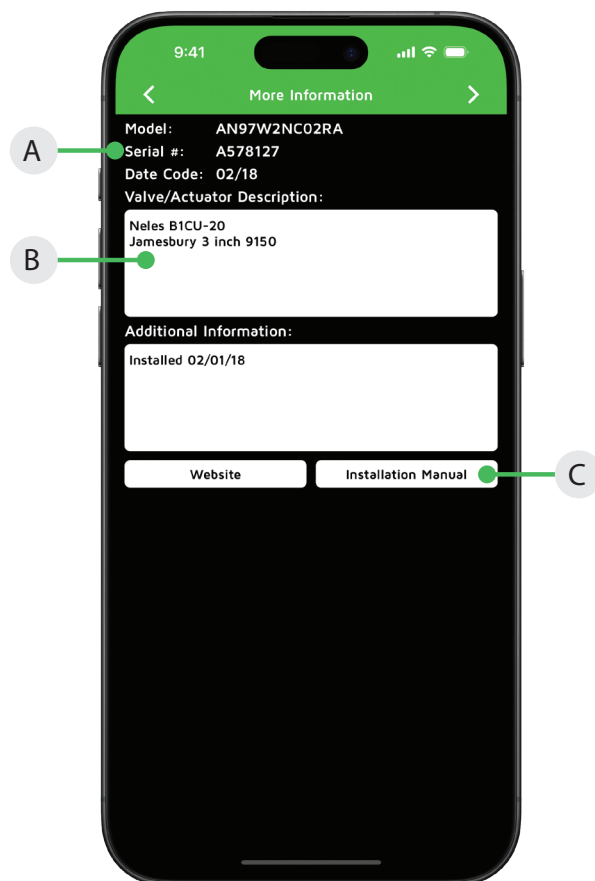 9:41
More Information
Model: AN97W2NC02RA
A
Serial #: A578127
Date Code: 02/18
Valve/Actuator Description:
Neles B1CU-20
Jamesbury 3 inch 9150
B
Additional Information:
Installed 02/01/18
Website
Installation Manual
C